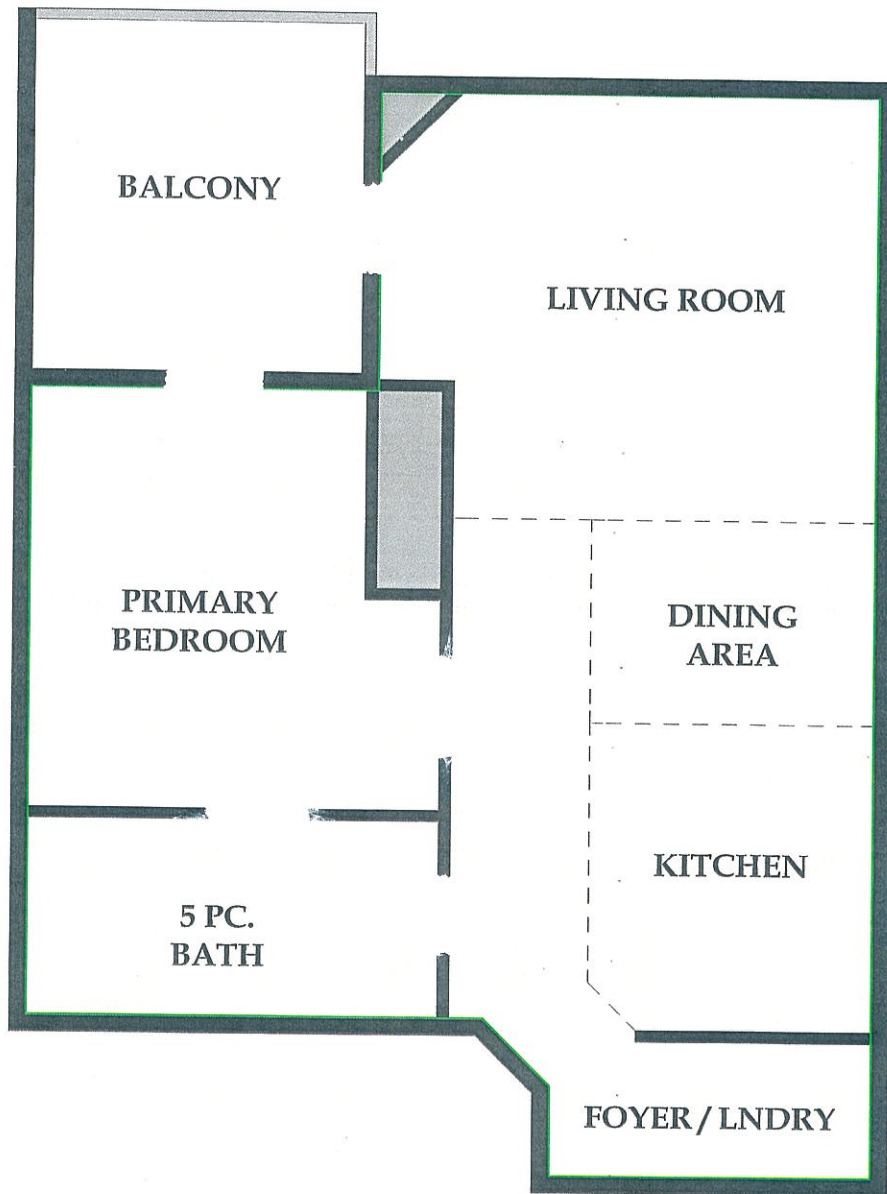 BALCONY
LIVING ROOM
PRIMARY
BEDROOM
DINING
AREA
KITCHEN
5 PC.
BATH
FOYER / LNDRY